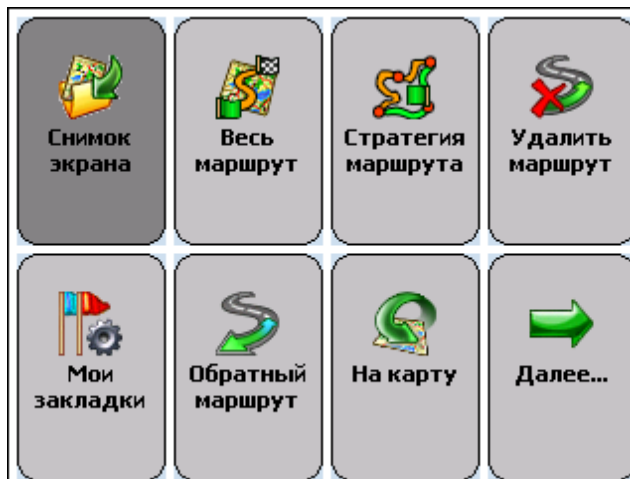 Снимок
экрана
Весь
маршрут
Стратегия
маршрута
Удалить
маршрут
Мои
закладки
Обратный
маршрут
На карту
Далее...